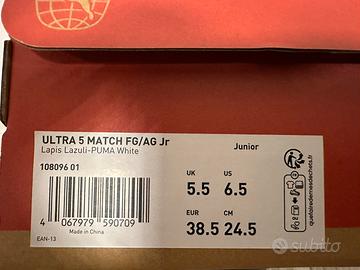 ULTRA 5 MATCH FG/AG Jr
Lapis Lazuli-PUMA White
Junior
108096 01
UK US
5.5 6.5
EUR CM
38.5 24.5
4 067979 590709
Made in China
EAN-13
quefairedemesdechets.fr
subito